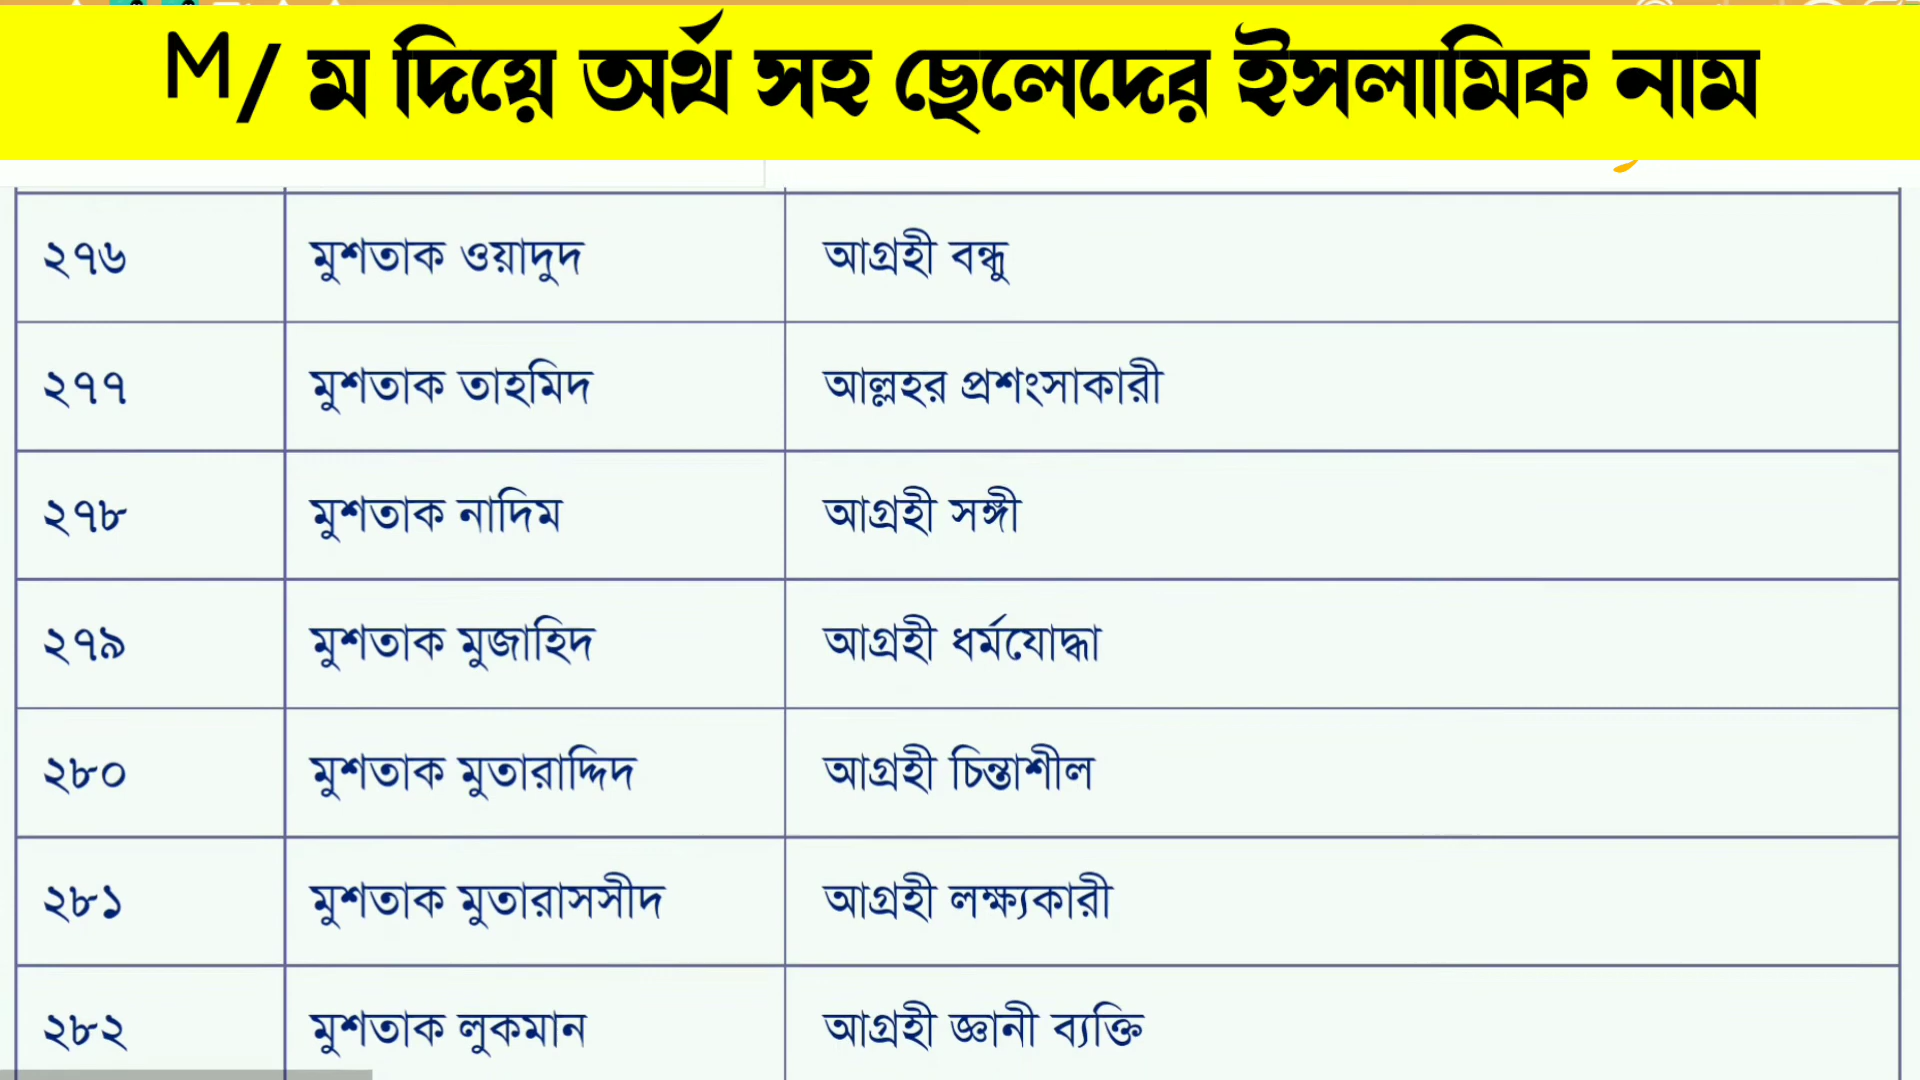 M/ ম দিয়ে অর্থ সহ ছেলেদের ইসলামিক নাম
২৭৬ মুশতাক ওয়াদুদ আগ্রহী বন্ধু
২৭৭ মুশতাক তাহমিদ আল্লহর প্রশংসাকারী
২৭৮ মুশতাক নাদিম আগ্রহী সঙ্গী
২৭৯ মুশতাক মুজাহিদ আগ্রহী ধর্মযোদ্ধা
২৮০ মুশতাক মুতারাদ্দিদ আগ্রহী চিন্তাশীল
২৮১ মুশতাক মুতারাসসীদ আগ্রহী লক্ষ্যকারী
২৮২ মুশতাক লুকমান আগ্রহী জ্ঞানী ব্যক্তি